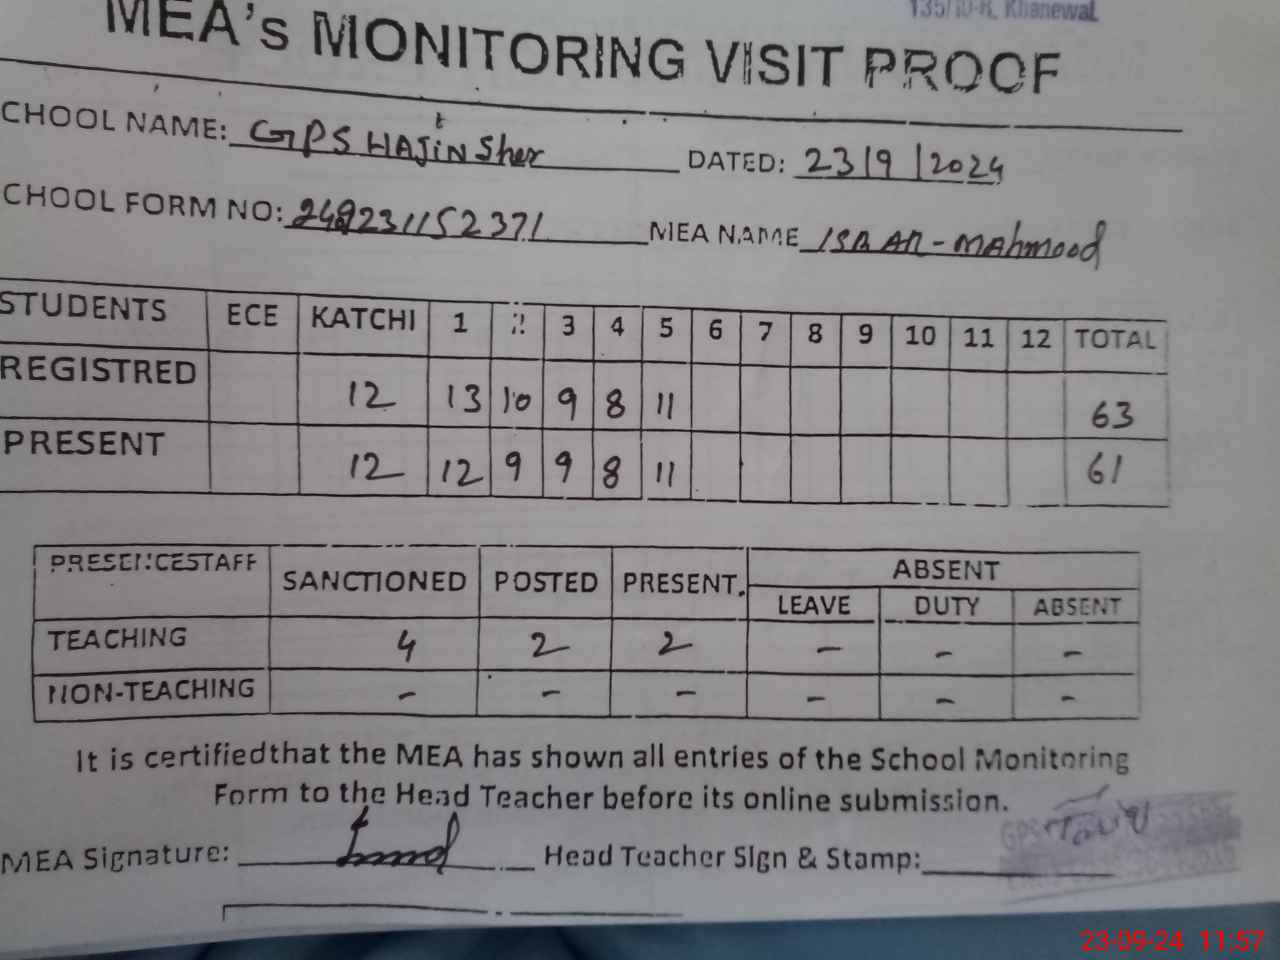 135/10-R, Khanewal.
MEA's MONITORING VISIT PROOF
CHOOL NAME: GPS HAJiN Sher DATED: 23/9/2024
CHOOL FORM NO: MEA NAME ISRAR-MAhmood
STUDENTS ECE KATCHI 1 2 3 4 5 6 7 8 9 10 11 12 TOTAL
REGISTRED 12 13 10 9 8 11 63
PRESENT 12 12 9 9 8 11 61
PRESENCESTAFF SANCTIONED POSTED PRESENT. ABSENT
LEAVE DUTY ABSENT
TEACHING 4 2 2 - - -
NON-TEACHING - - - - - -
It is certifiedthat the MEA has shown all entries of the School Monitoring
Form to the Head Teacher before its online submission.
MEA Signature: Head Teacher Sign & Stamp:
GPS
23-09-24 11:57